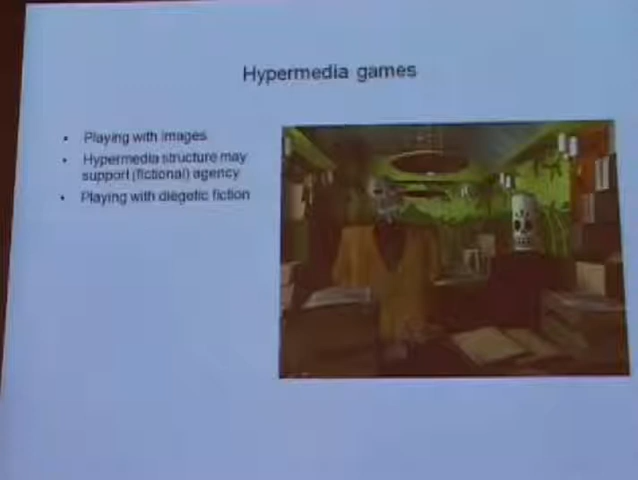 Hypermedia games
• Playing with images
• Hypermedia structure may
support (fictional) agency
• Playing with diegetic fiction